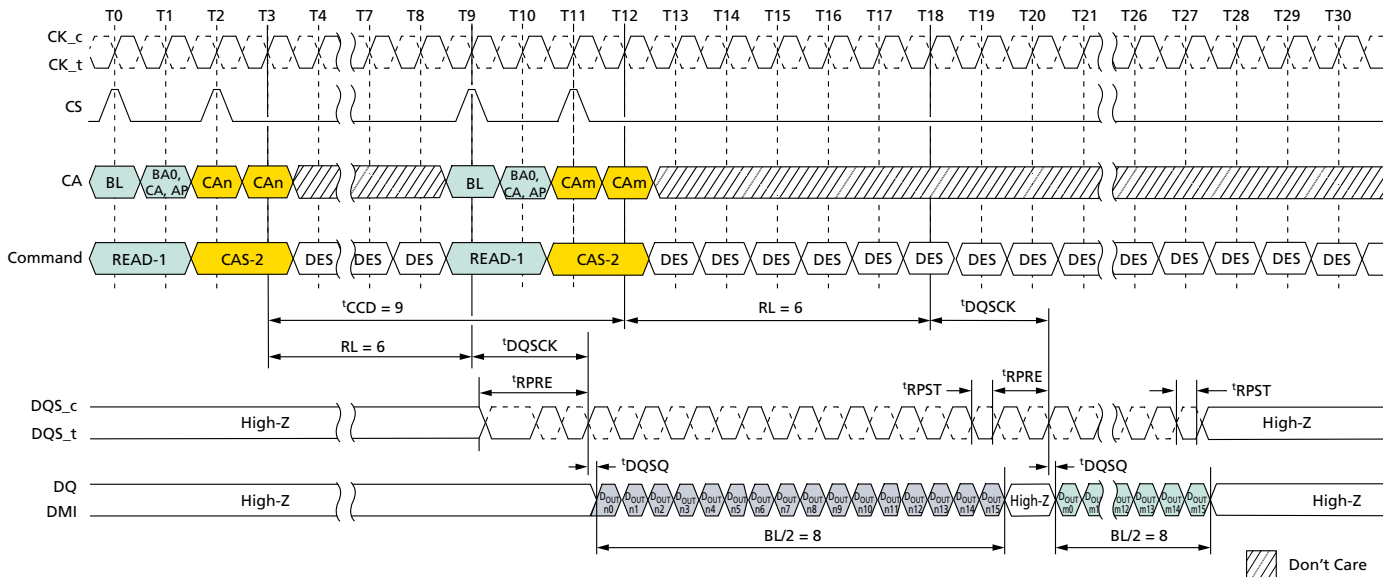 T0 T1 T2 T3 T4 T7 T8 T9 T10 T11 T12 T13 T14 T15 T16 T17 T18 T19 T20 T21 T26 T27 T28 T29 T30
CK_c
CK_t
CS
CA BL BA0, CA, AP CAn CAn BL BA0, CA, AP CAm CAm
Command READ-1 CAS-2 DES DES DES READ-1 CAS-2 DES DES DES DES DES DES DES DES DES DES DES DES DES DES
tCCD = 9 RL = 6 tDQSCK
RL = 6 tDQSCK
tRPRE tRPST tRPRE tRPST
DQS_c
DQS_t
High-Z High-Z
tDQSQ tDQSQ
DQ
DMI
High-Z DOUT n0 DOUT n1 DOUT n2 DOUT n3 DOUT n4 DOUT n5 DOUT n6 DOUT n7 DOUT n8 DOUT n9 DOUT n10 DOUT n11 DOUT n12 DOUT n13 DOUT n14 DOUT n15 High-Z DOUT m0 DOUT m1 DOUT m12 DOUT m13 DOUT m14 DOUT m15 High-Z
BL/2 = 8 BL/2 = 8
Don't Care